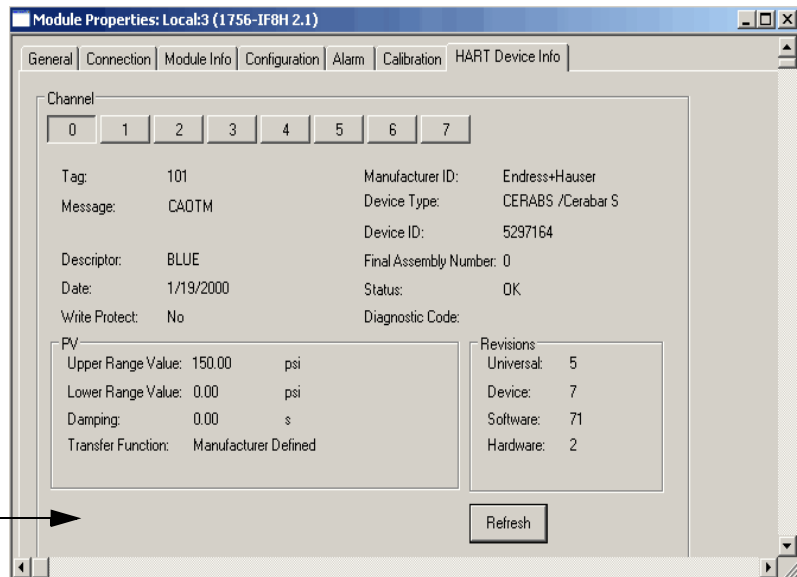 Module Properties: Local:3 (1756-IF8H 2.1)
General Connection Module Info Configuration Alarm Calibration HART Device Info
Channel
0 1 2 3 4 5 6 7
Tag: 101
Message: CAOTM
Descriptor: BLUE
Date: 1/19/2000
Write Protect: No
Manufacturer ID: Endress+Hauser
Device Type: CERABS /Cerabar S
Device ID: 5297164
Final Assembly Number: 0
Status: OK
Diagnostic Code:
PV
Upper Range Value: 150.00 psi
Lower Range Value: 0.00 psi
Damping: 0.00 s
Transfer Function: Manufacturer Defined
Revisions
Universal: 5
Device: 7
Software: 71
Hardware: 2
Refresh